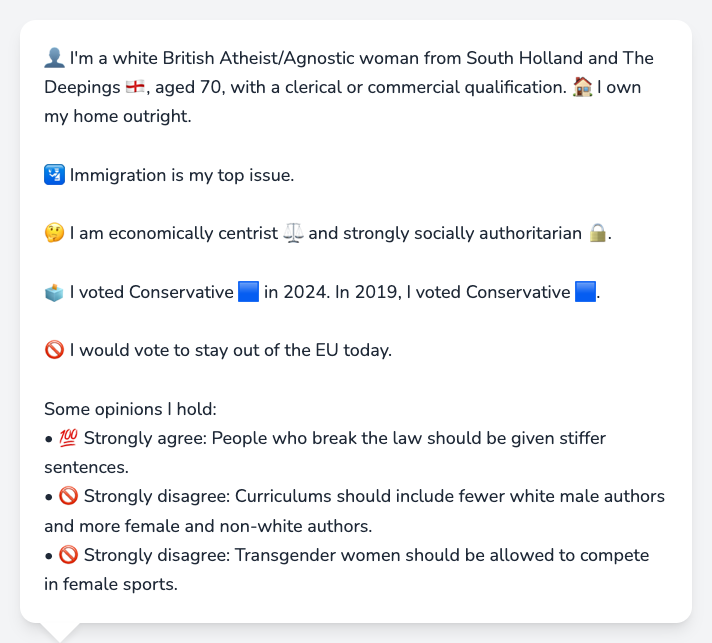 👤 I'm a white British Atheist/Agnostic woman from South Holland and The
Deepings 🏴󠁧󠁢󠁥󠁮󠁧󠁿, aged 70, with a clerical or commercial qualification. 🏠 I own
my home outright.
🛂 Immigration is my top issue.
🤔 I am economically centrist ⚖️ and strongly socially authoritarian 🔒.
🗳️ I voted Conservative 🟦 in 2024. In 2019, I voted Conservative 🟦.
🚫 I would vote to stay out of the EU today.
Some opinions I hold:
• 💯 Strongly agree: People who break the law should be given stiffer
sentences.
• 🚫 Strongly disagree: Curriculums should include fewer white male authors
and more female and non-white authors.
• 🚫 Strongly disagree: Transgender women should be allowed to compete
in female sports.